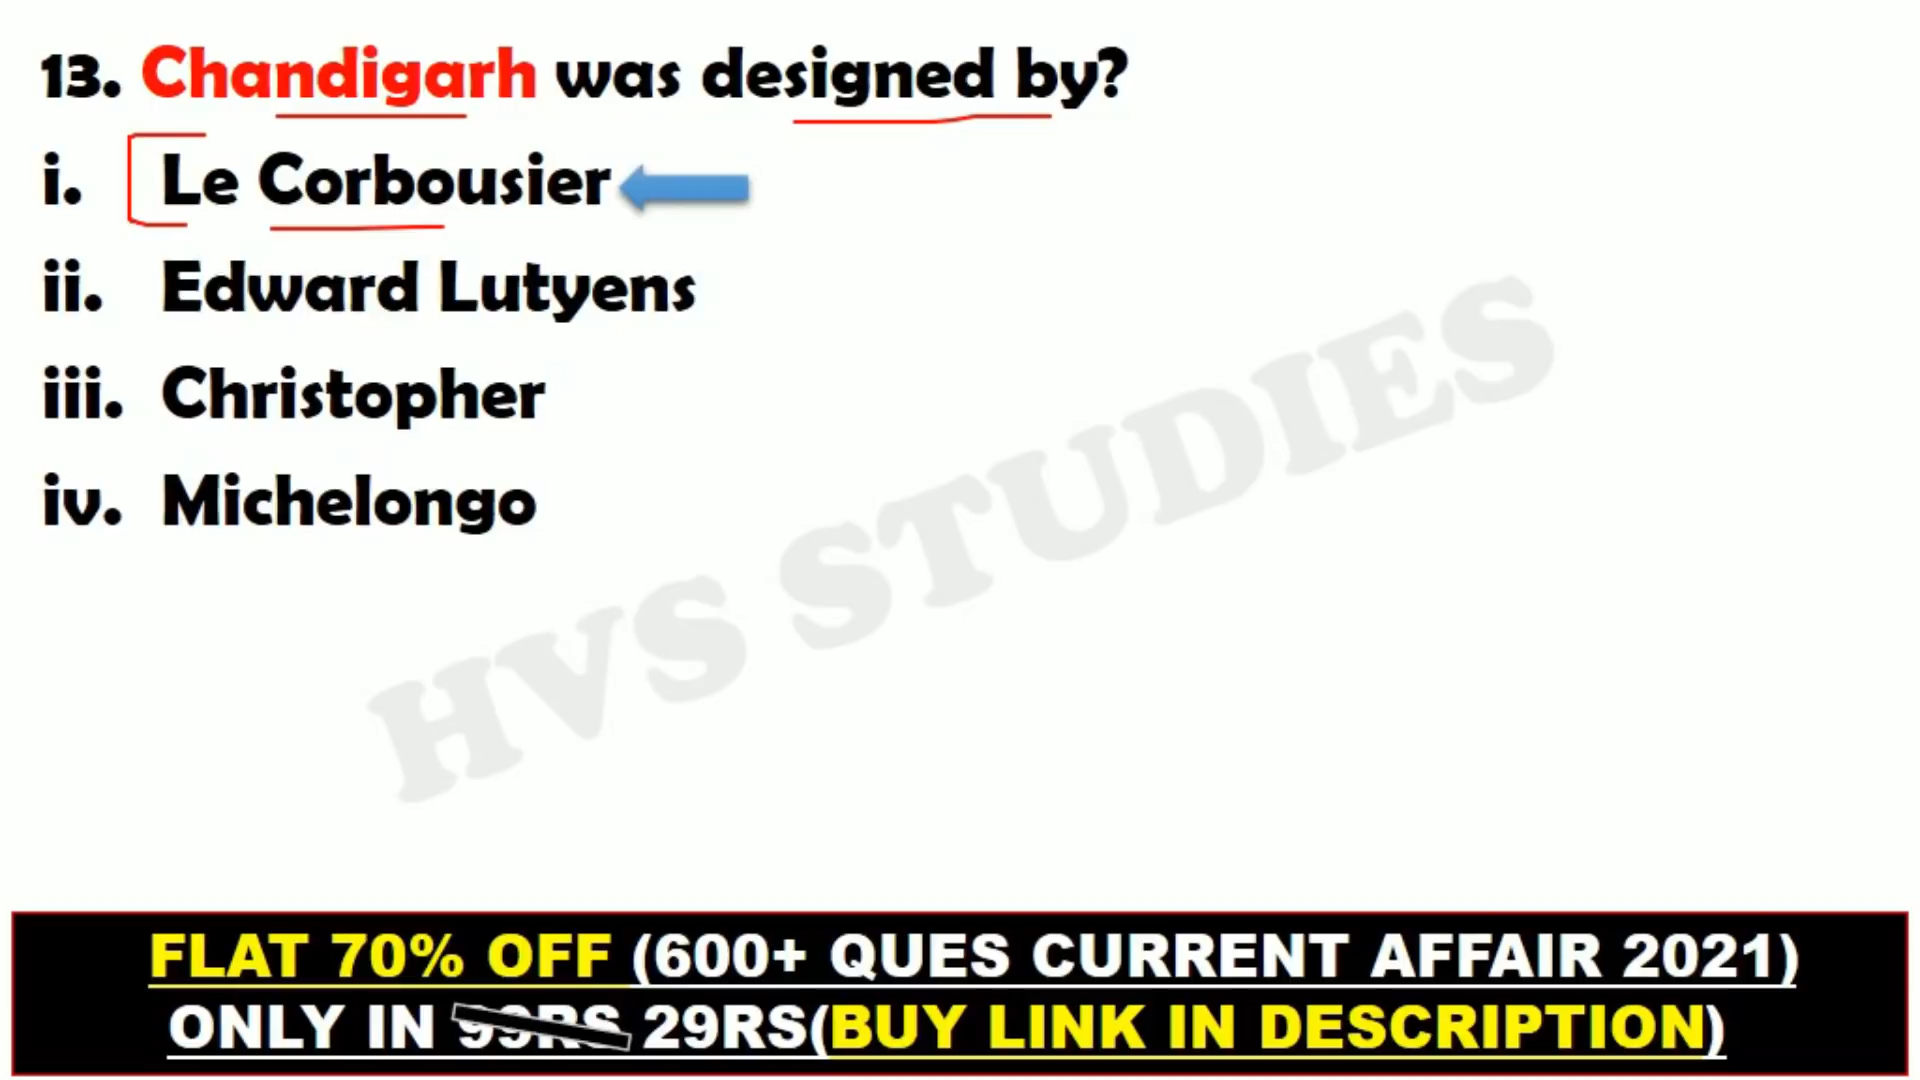 13. Chandigarh was designed by?
i. Le Corbousier
ii. Edward Lutyens
iii. Christopher
iv. Michelongo
HVS STUDIES
FLAT 70% OFF (600+ QUES CURRENT AFFAIR 2021)
ONLY IN 99RS 29RS(BUY LINK IN DESCRIPTION)